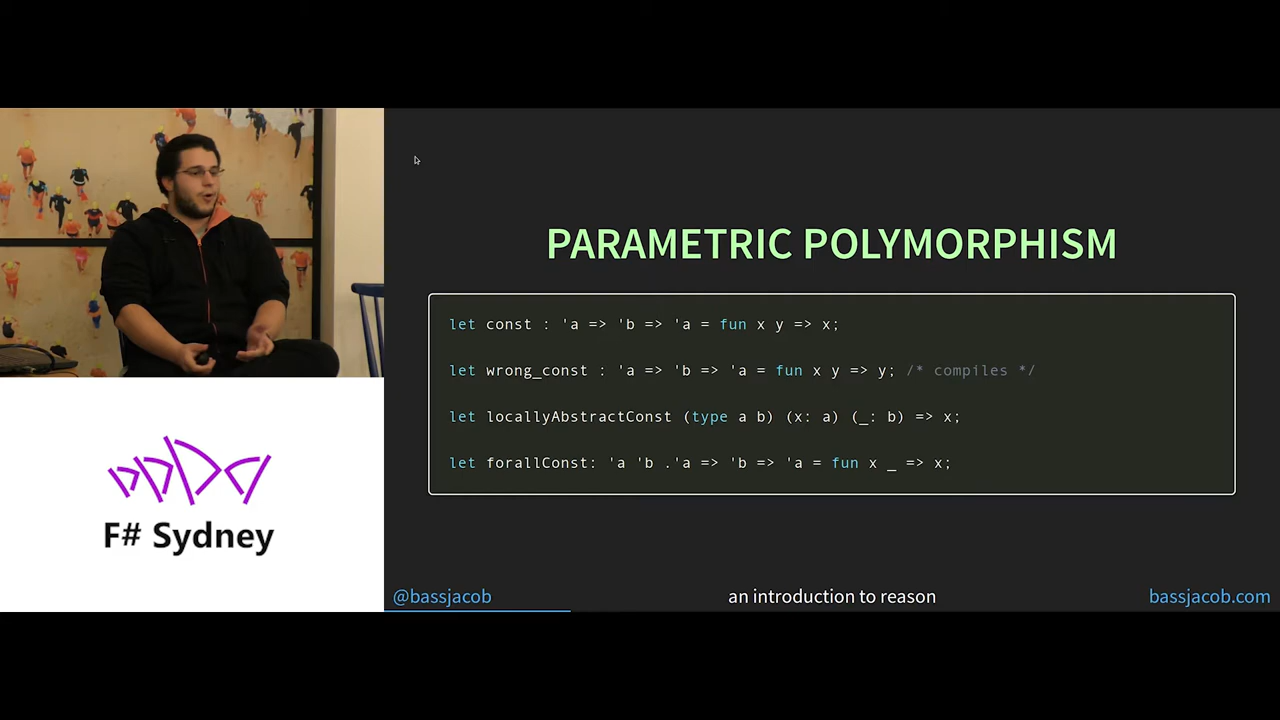 PARAMETRIC POLYMORPHISM
let const : 'a => 'b => 'a = fun x y => x;
let wrong_const : 'a => 'b => 'a = fun x y => y; /* compiles */
let locallyAbstractConst (type a b) (x: a) (_: b) => x;
let forallConst: 'a 'b .'a => 'b => 'a = fun x _ => x;
F# Sydney
@bassjacob
an introduction to reason
bassjacob.com